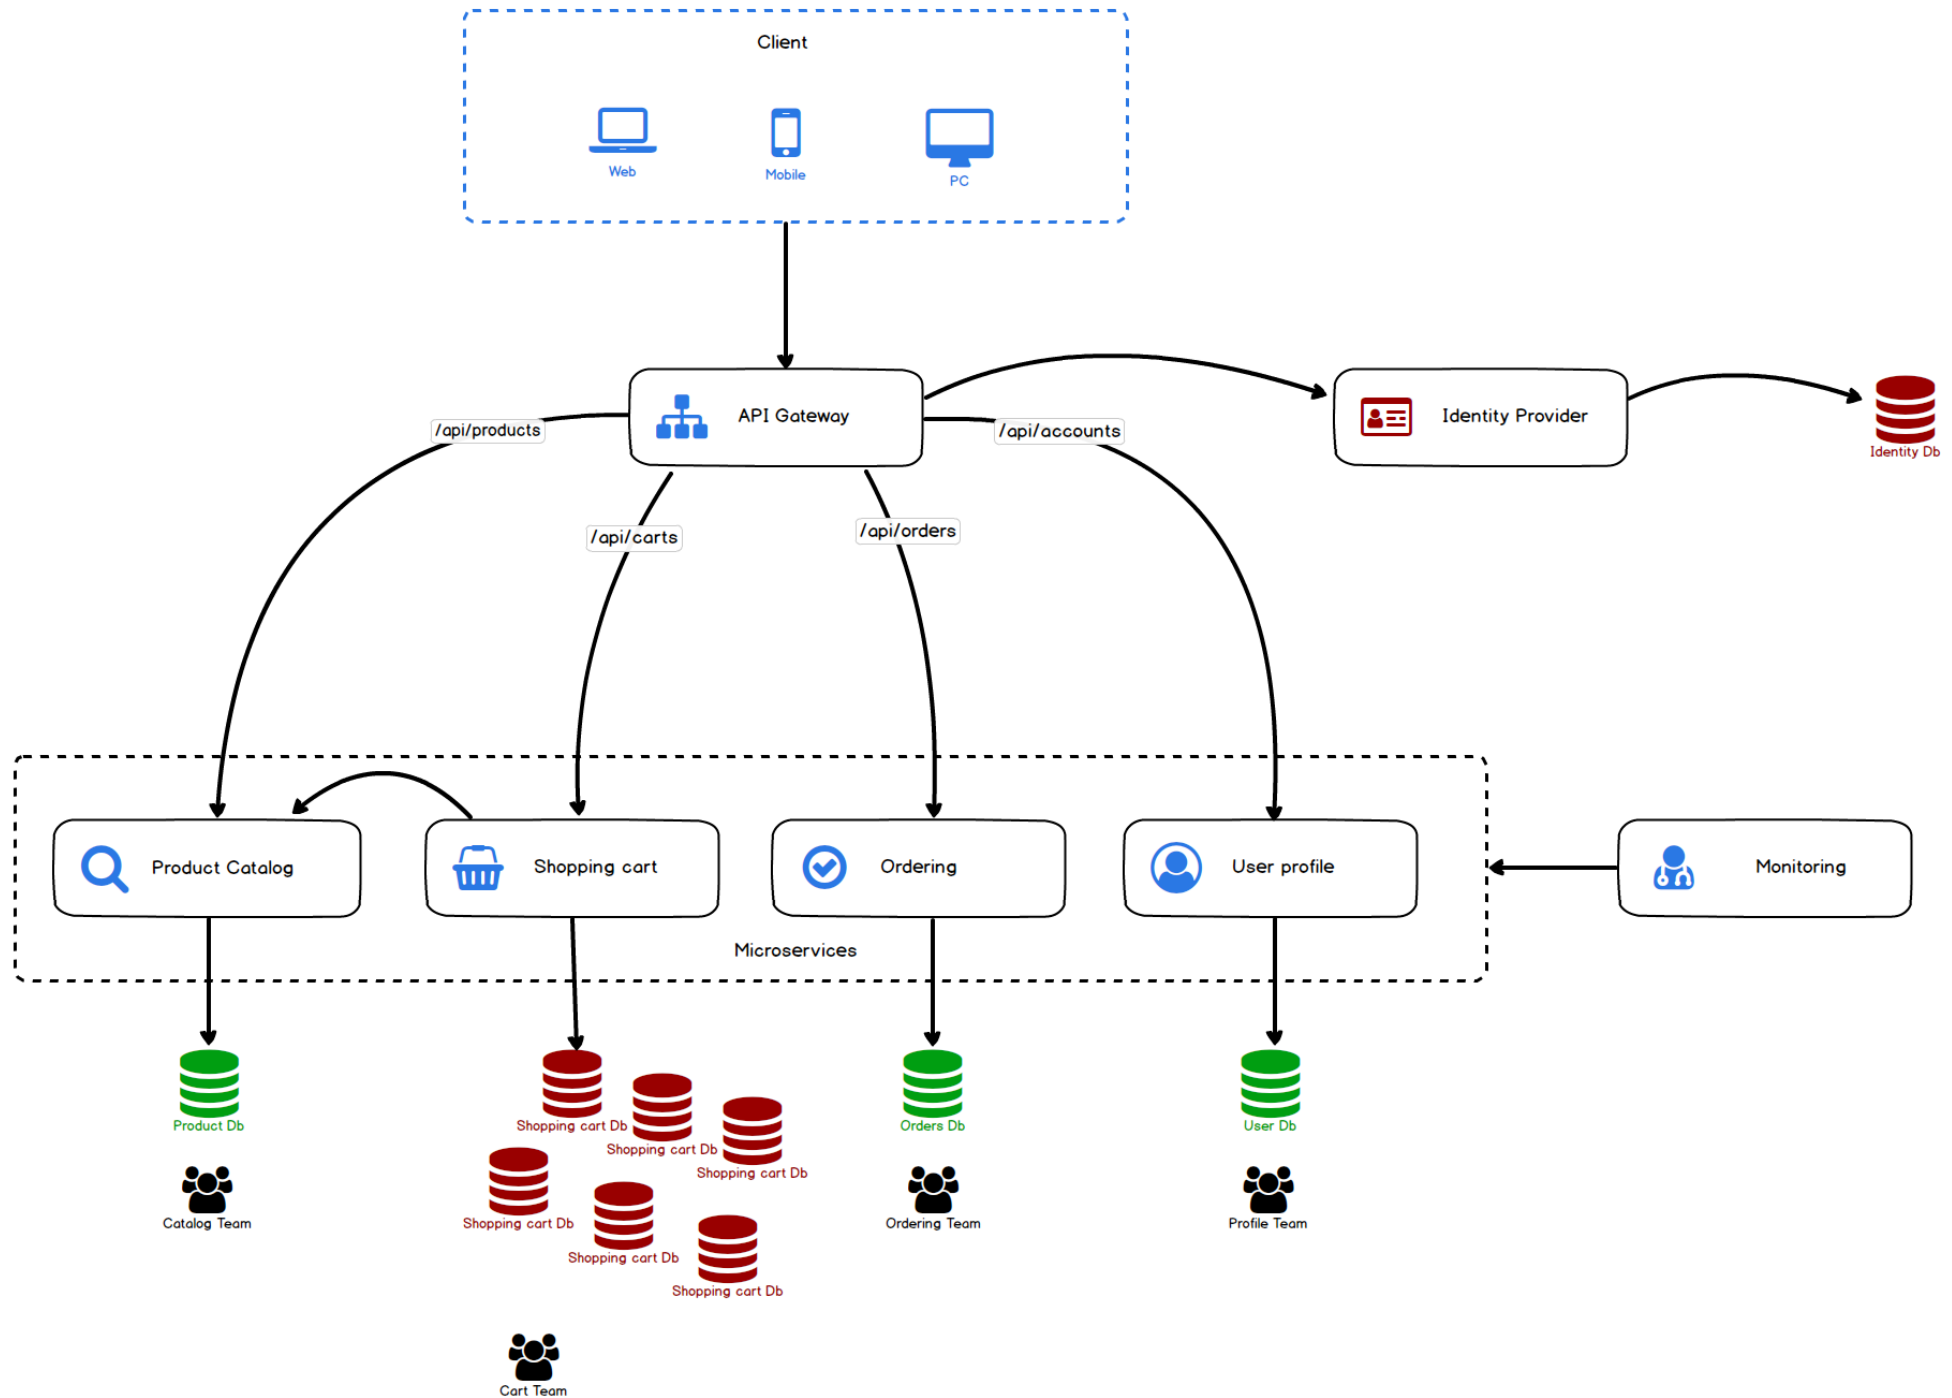 Client
Web
Mobile
PC
API Gateway
Identity Provider
Identity Db
/api/products
/api/accounts
/api/carts
/api/orders
Product Catalog
Shopping cart
Ordering
User profile
Monitoring
Microservices
Product Db
Shopping cart Db
Shopping cart Db
Shopping cart Db
Shopping cart Db
Shopping cart Db
Shopping cart Db
Orders Db
User Db
Catalog Team
Ordering Team
Profile Team
Cart Team